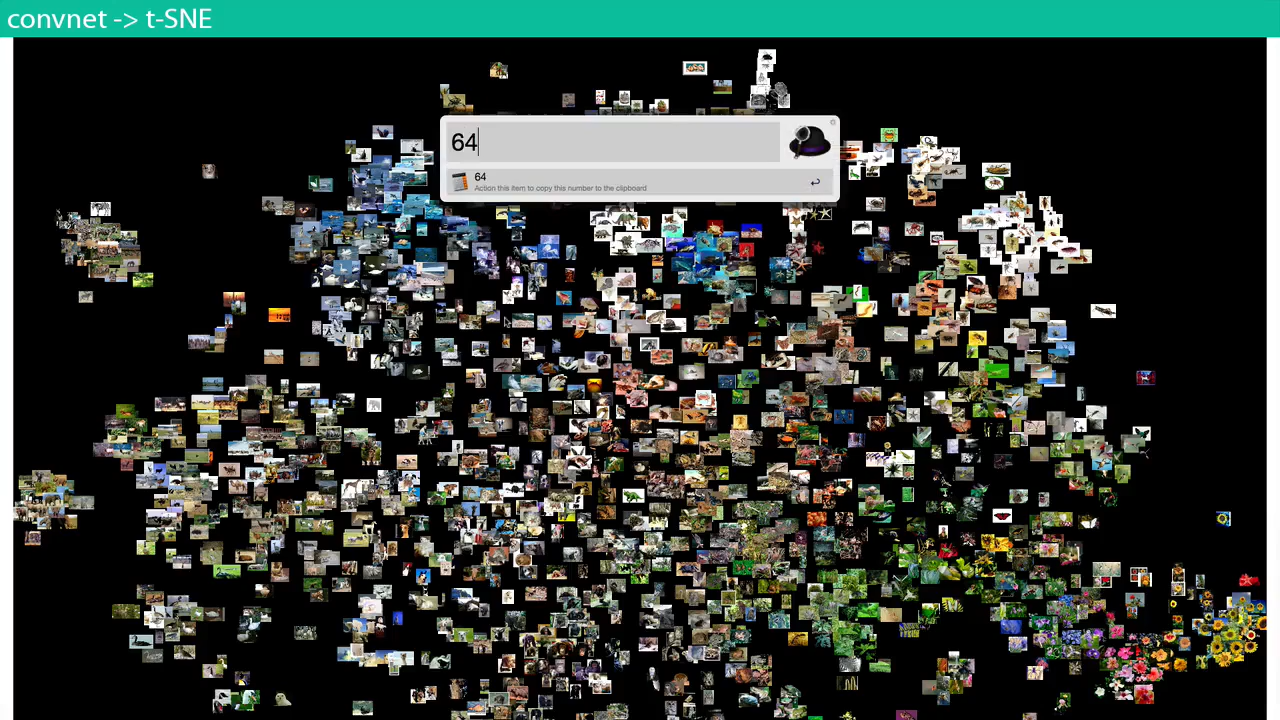 convnet -> t-SNE
64
64
Action this item to copy this number to the clipboard